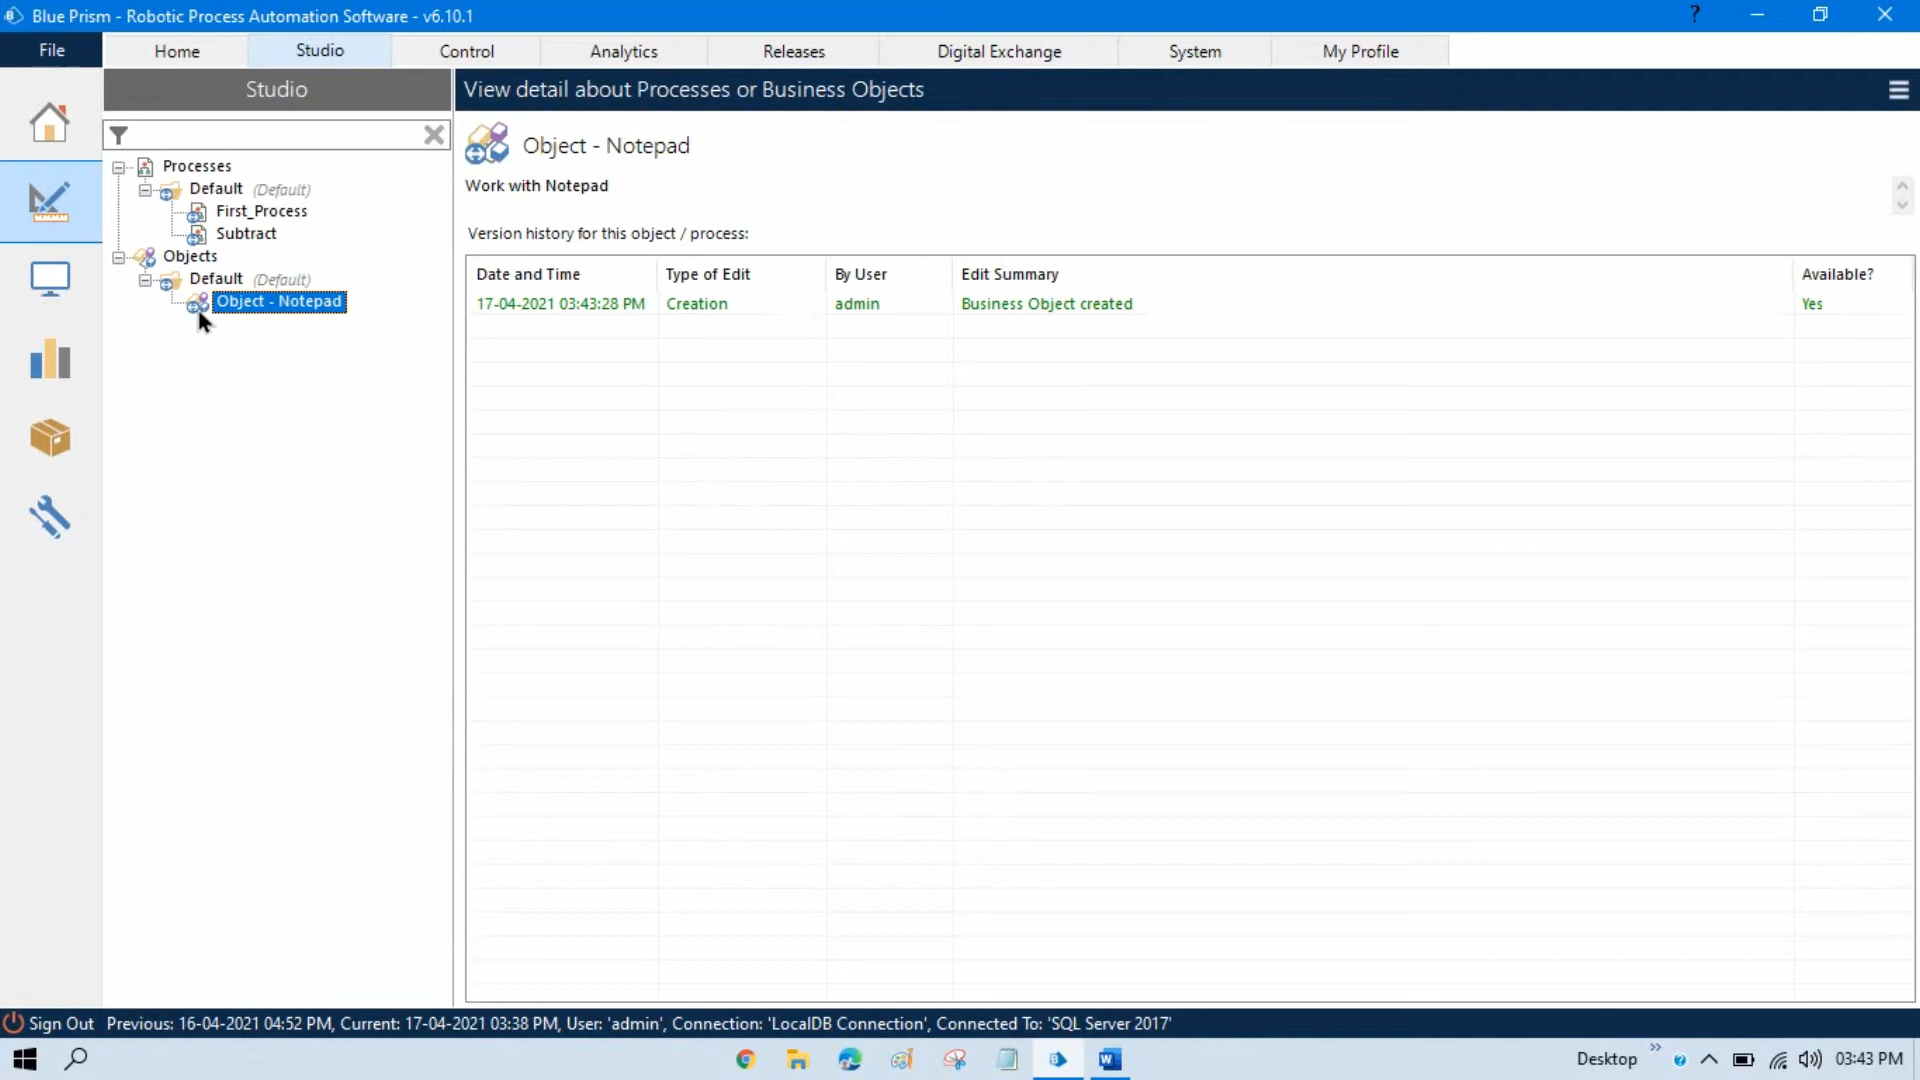 Blue Prism - Robotic Process Automation Software - v6.10.1
?
File
Home
Studio
Control
Analytics
Releases
Digital Exchange
System
My Profile
Studio
View detail about Processes or Business Objects
Processes
Default (Default)
First_Process
Subtract
Objects
Default (Default)
Object - Notepad
Object - Notepad
Work with Notepad
Version history for this object / process:
Date and Time Type of Edit By User Edit Summary Available?
17-04-2021 03:43:28 PM Creation admin Business Object created Yes
Sign Out Previous: 16-04-2021 04:52 PM, Current: 17-04-2021 03:38 PM, User: 'admin', Connection: 'LocalDB Connection', Connected To: 'SQL Server 2017'
Desktop
03:43 PM